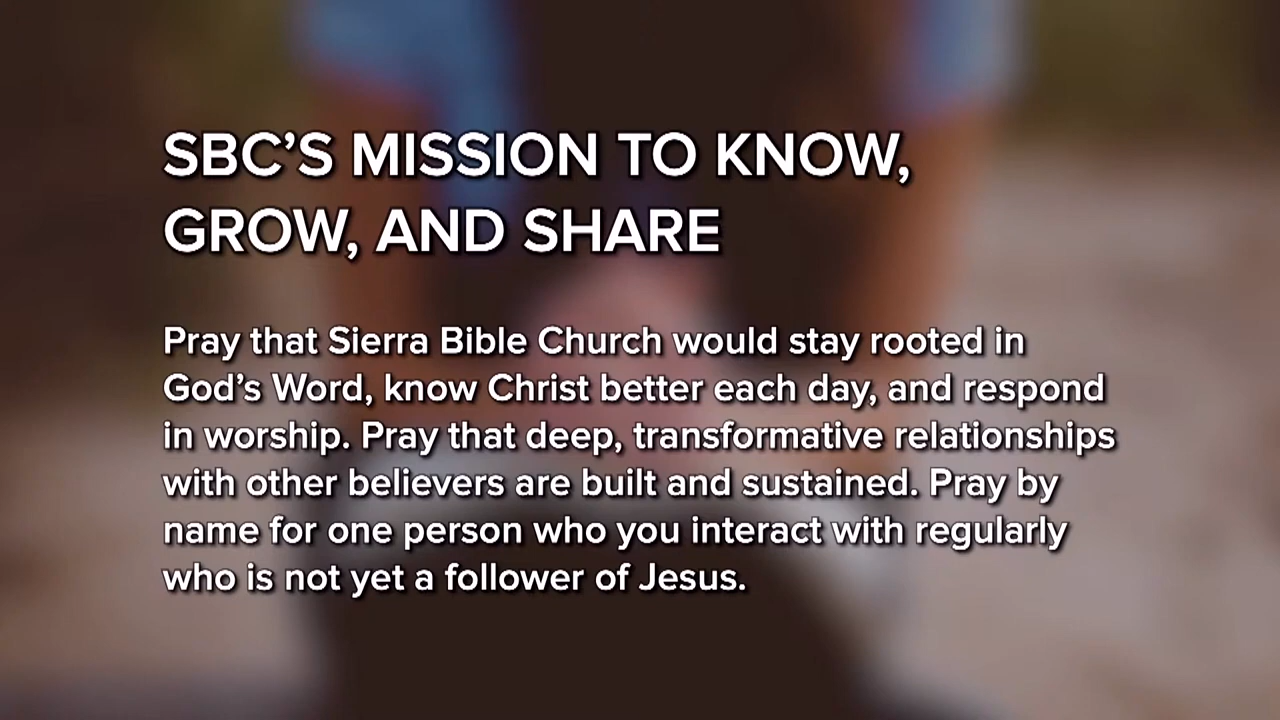 SBC’S MISSION TO KNOW,
GROW, AND SHARE
Pray that Sierra Bible Church would stay rooted in
God’s Word, know Christ better each day, and respond
in worship. Pray that deep, transformative relationships
with other believers are built and sustained. Pray by
name for one person who you interact with regularly
who is not yet a follower of Jesus.